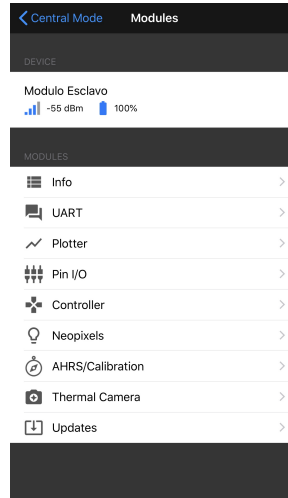 Central Mode Modules
DEVICE
Modulo Esclavo
-55 dBm 100%
MODULES
Info
UART
Plotter
Pin I/O
Controller
Neopixels
AHRS/Calibration
Thermal Camera
Updates